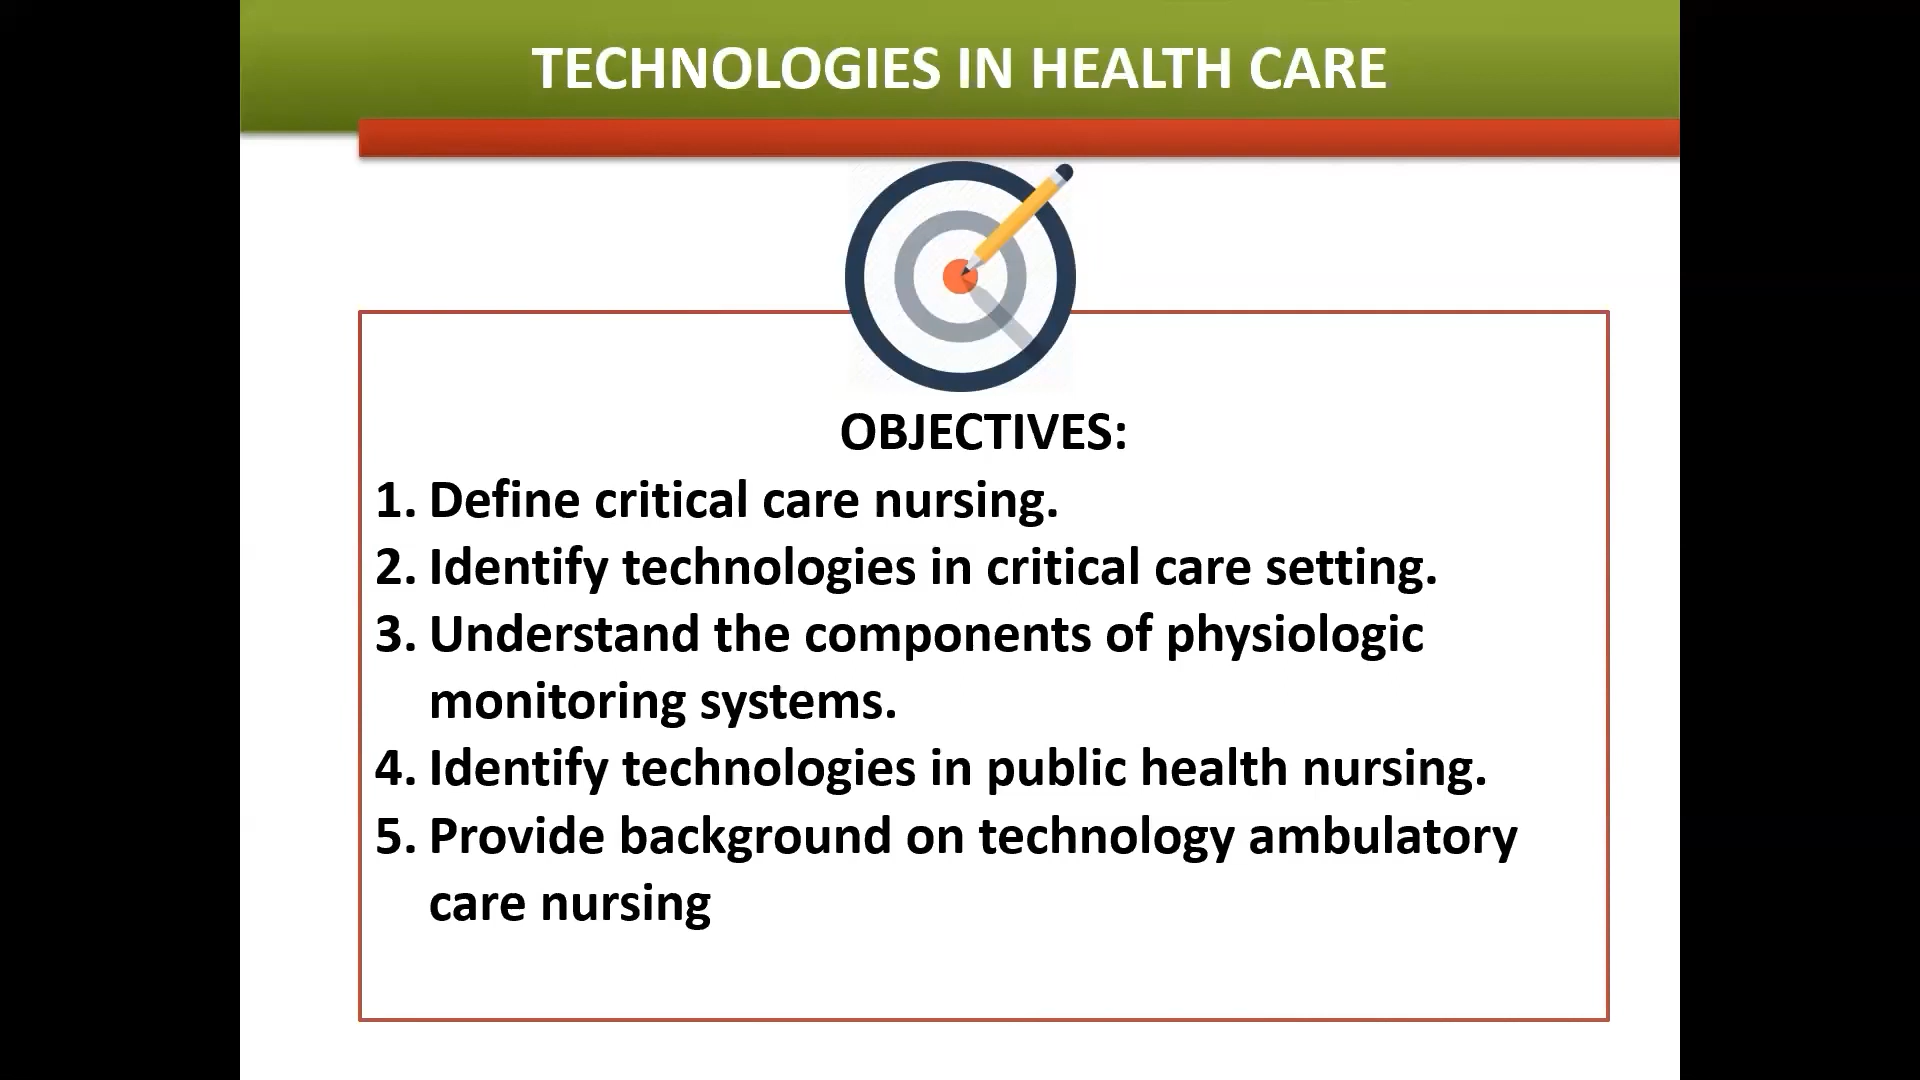 TECHNOLOGIES IN HEALTH CARE
OBJECTIVES:
1. Define critical care nursing.
2. Identify technologies in critical care setting.
3. Understand the components of physiologic
monitoring systems.
4. Identify technologies in public health nursing.
5. Provide background on technology ambulatory
care nursing